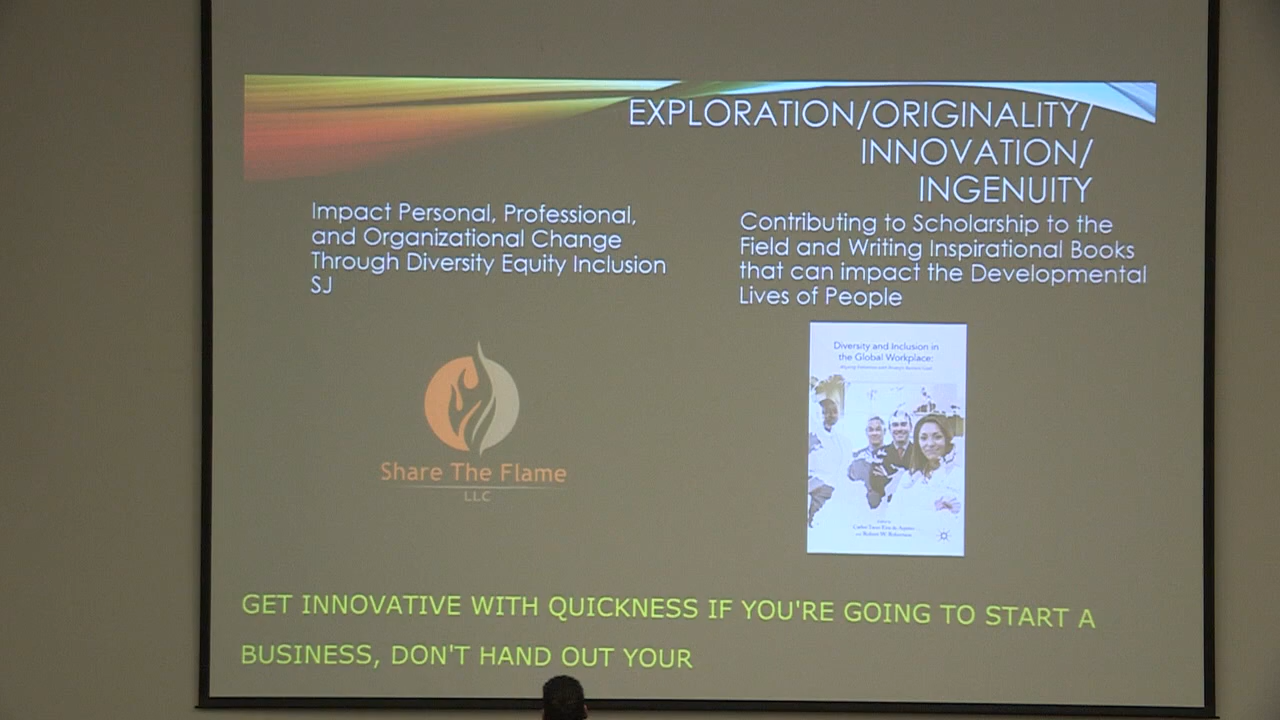 EXPLORATION/ORIGINALITY/
INNOVATION/
INGENUITY
Impact Personal, Professional,
and Organizational Change
Through Diversity Equity Inclusion
SJ
Share The Flame
LLC
Contributing to Scholarship to the
Field and Writing Inspirational Books
that can impact the Developmental
Lives of People
Diversity and Inclusion in
the Global Workplace:
GET INNOVATIVE WITH QUICKNESS IF YOU'RE GOING TO START A
BUSINESS, DON'T HAND OUT YOUR